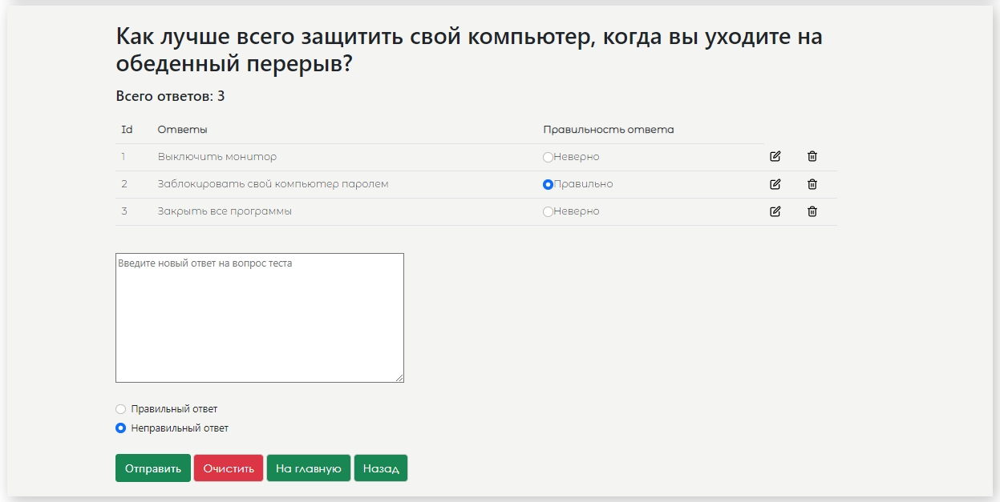 Как лучше всего защитить свой компьютер, когда вы уходите на
обеденный перерыв?
Всего ответов: 3
Id Ответы Правильность ответа
1 Выключить монитор Неверно
2 Заблокировать свой компьютер паролем Правильно
3 Закрыть все программы Неверно
Введите новый ответ на вопрос теста
Правильный ответ
Неправильный ответ
Отправить Очистить На главную Назад